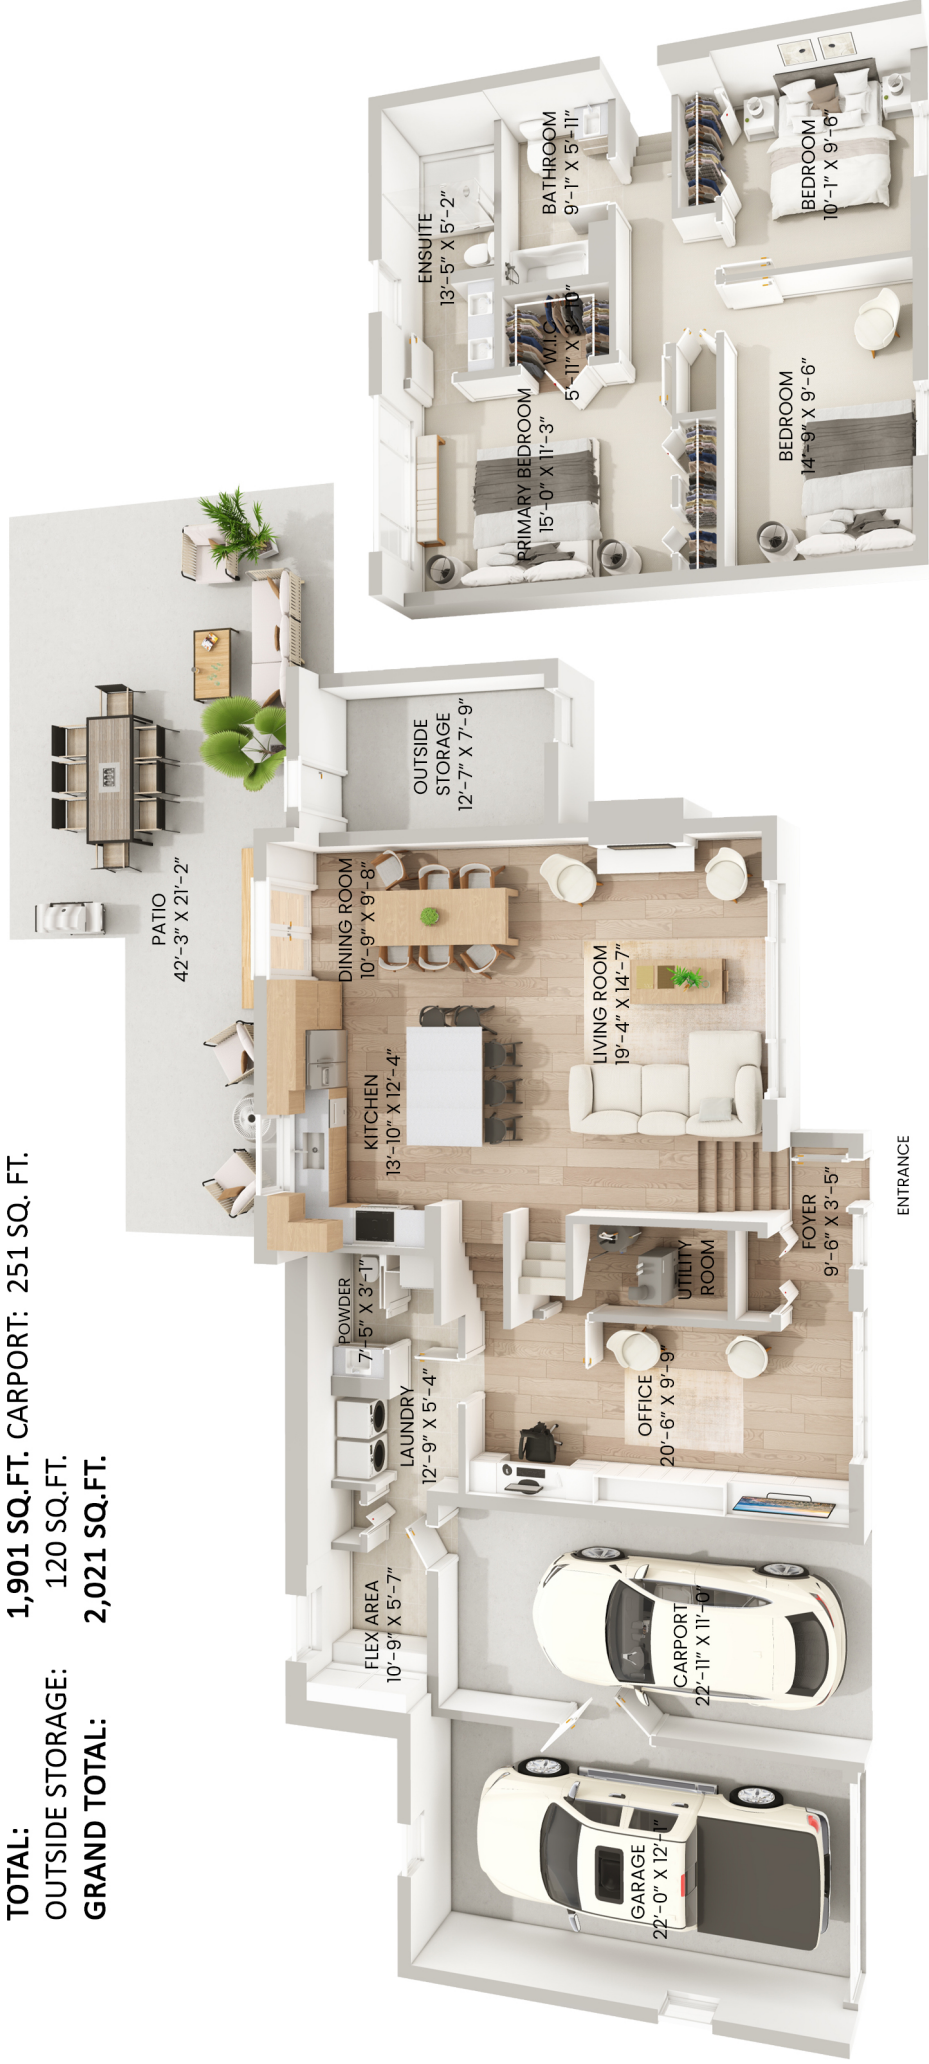 TOTAL: 1,901 SQ.FT. CARPORT: 251 SQ. FT.
OUTSIDE STORAGE: 120 SQ.FT.
GRAND TOTAL: 2,021 SQ.FT.
PATIO
42'-3" X 21'-2"
FLEX AREA
10'-9" X 5'-7"
LAUNDRY
12'-9" X 5'-4"
POWDER
7'-5" X 3'-1"
KITCHEN
13'-10" X 12'-4"
DINING ROOM
10'-9" X 9'-8"
OUTSIDE
STORAGE
12'-7" X 7'-9"
GARAGE
22'-0" X 12'-1"
CARPORT
22'-11" X 11'-0"
OFFICE
20'-6" X 9'-9"
UTILITY
ROOM
LIVING ROOM
19'-4" X 14'-7"
FOYER
9'-6" X 3'-5"
ENTRANCE
ENSUITE
13'-5" X 5'-2"
PRIMARY BEDROOM
15'-0" X 11'-3"
W.I.C
5'-11" X 3'-10"
BATHROOM
9'-1" X 5'-11"
BEDROOM
14'-9" X 9'-6"
BEDROOM
10'-1" X 9'-6"